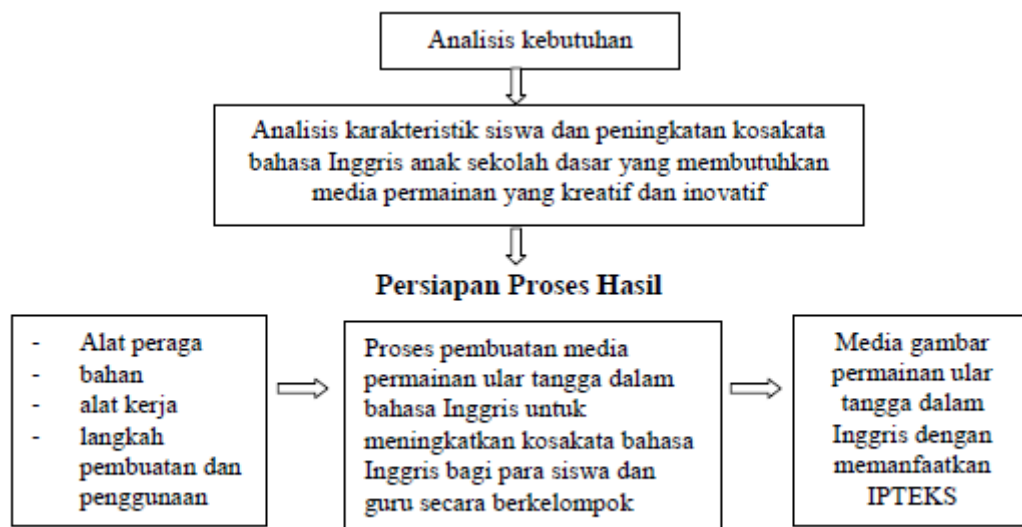 Analisis kebutuhan
Analisis karakteristik siswa dan peningkatan kosakata
bahasa Inggris anak sekolah dasar yang membutuhkan
media permainan yang kreatif dan inovatif
Persiapan Proses Hasil
- Alat peraga
- bahan
- alat kerja
- langkah
pembuatan dan
penggunaan
Proses pembuatan media
permainan ular tangga dalam
bahasa Inggris untuk
meningkatkan kosakata bahasa
Inggris bagi para siswa dan
guru secara berkelompok
Media gambar
permainan ular
tangga dalam
Inggris dengan
memanfaatkan
IPTEKS